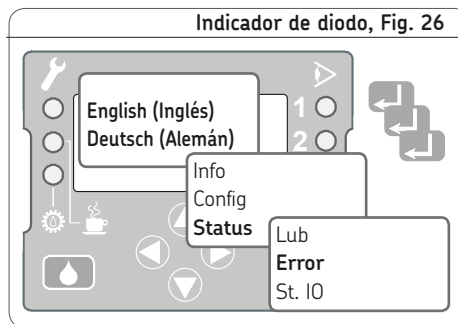 Indicador de diodo, Fig. 26
English (Inglés)
Deutsch (Alemán)
1
2
Info
Config
Status
Lub
Error
St. IO